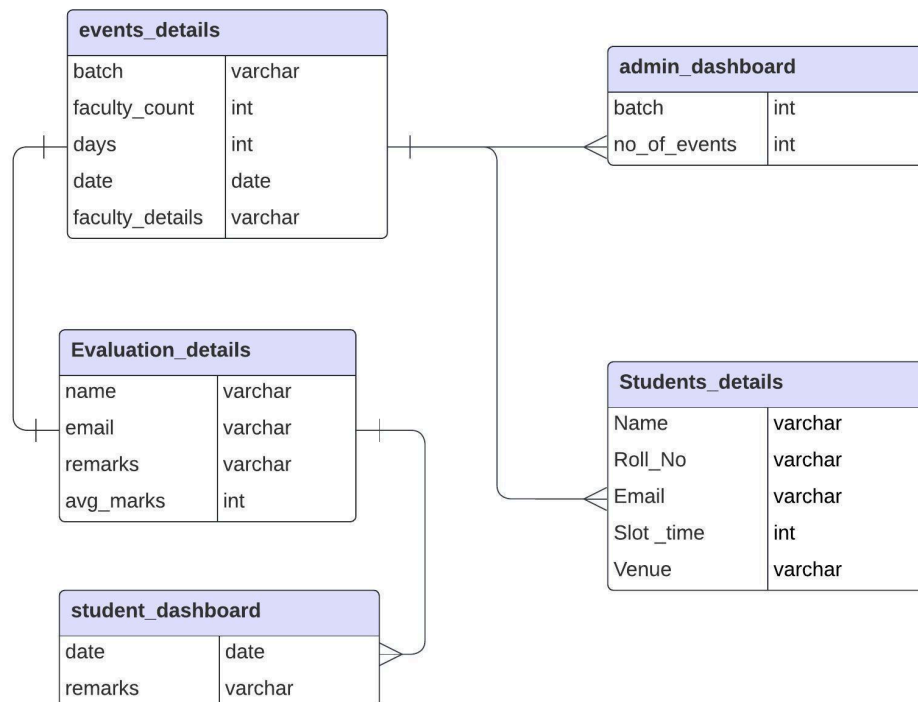 events_details
batch varchar
faculty_count int
days int
date date
faculty_details varchar
admin_dashboard
batch int
no_of_events int
Evaluation_details
name varchar
email varchar
remarks varchar
avg_marks int
Students_details
Name varchar
Roll_No varchar
Email varchar
Slot _time int
Venue varchar
student_dashboard
date date
remarks varchar